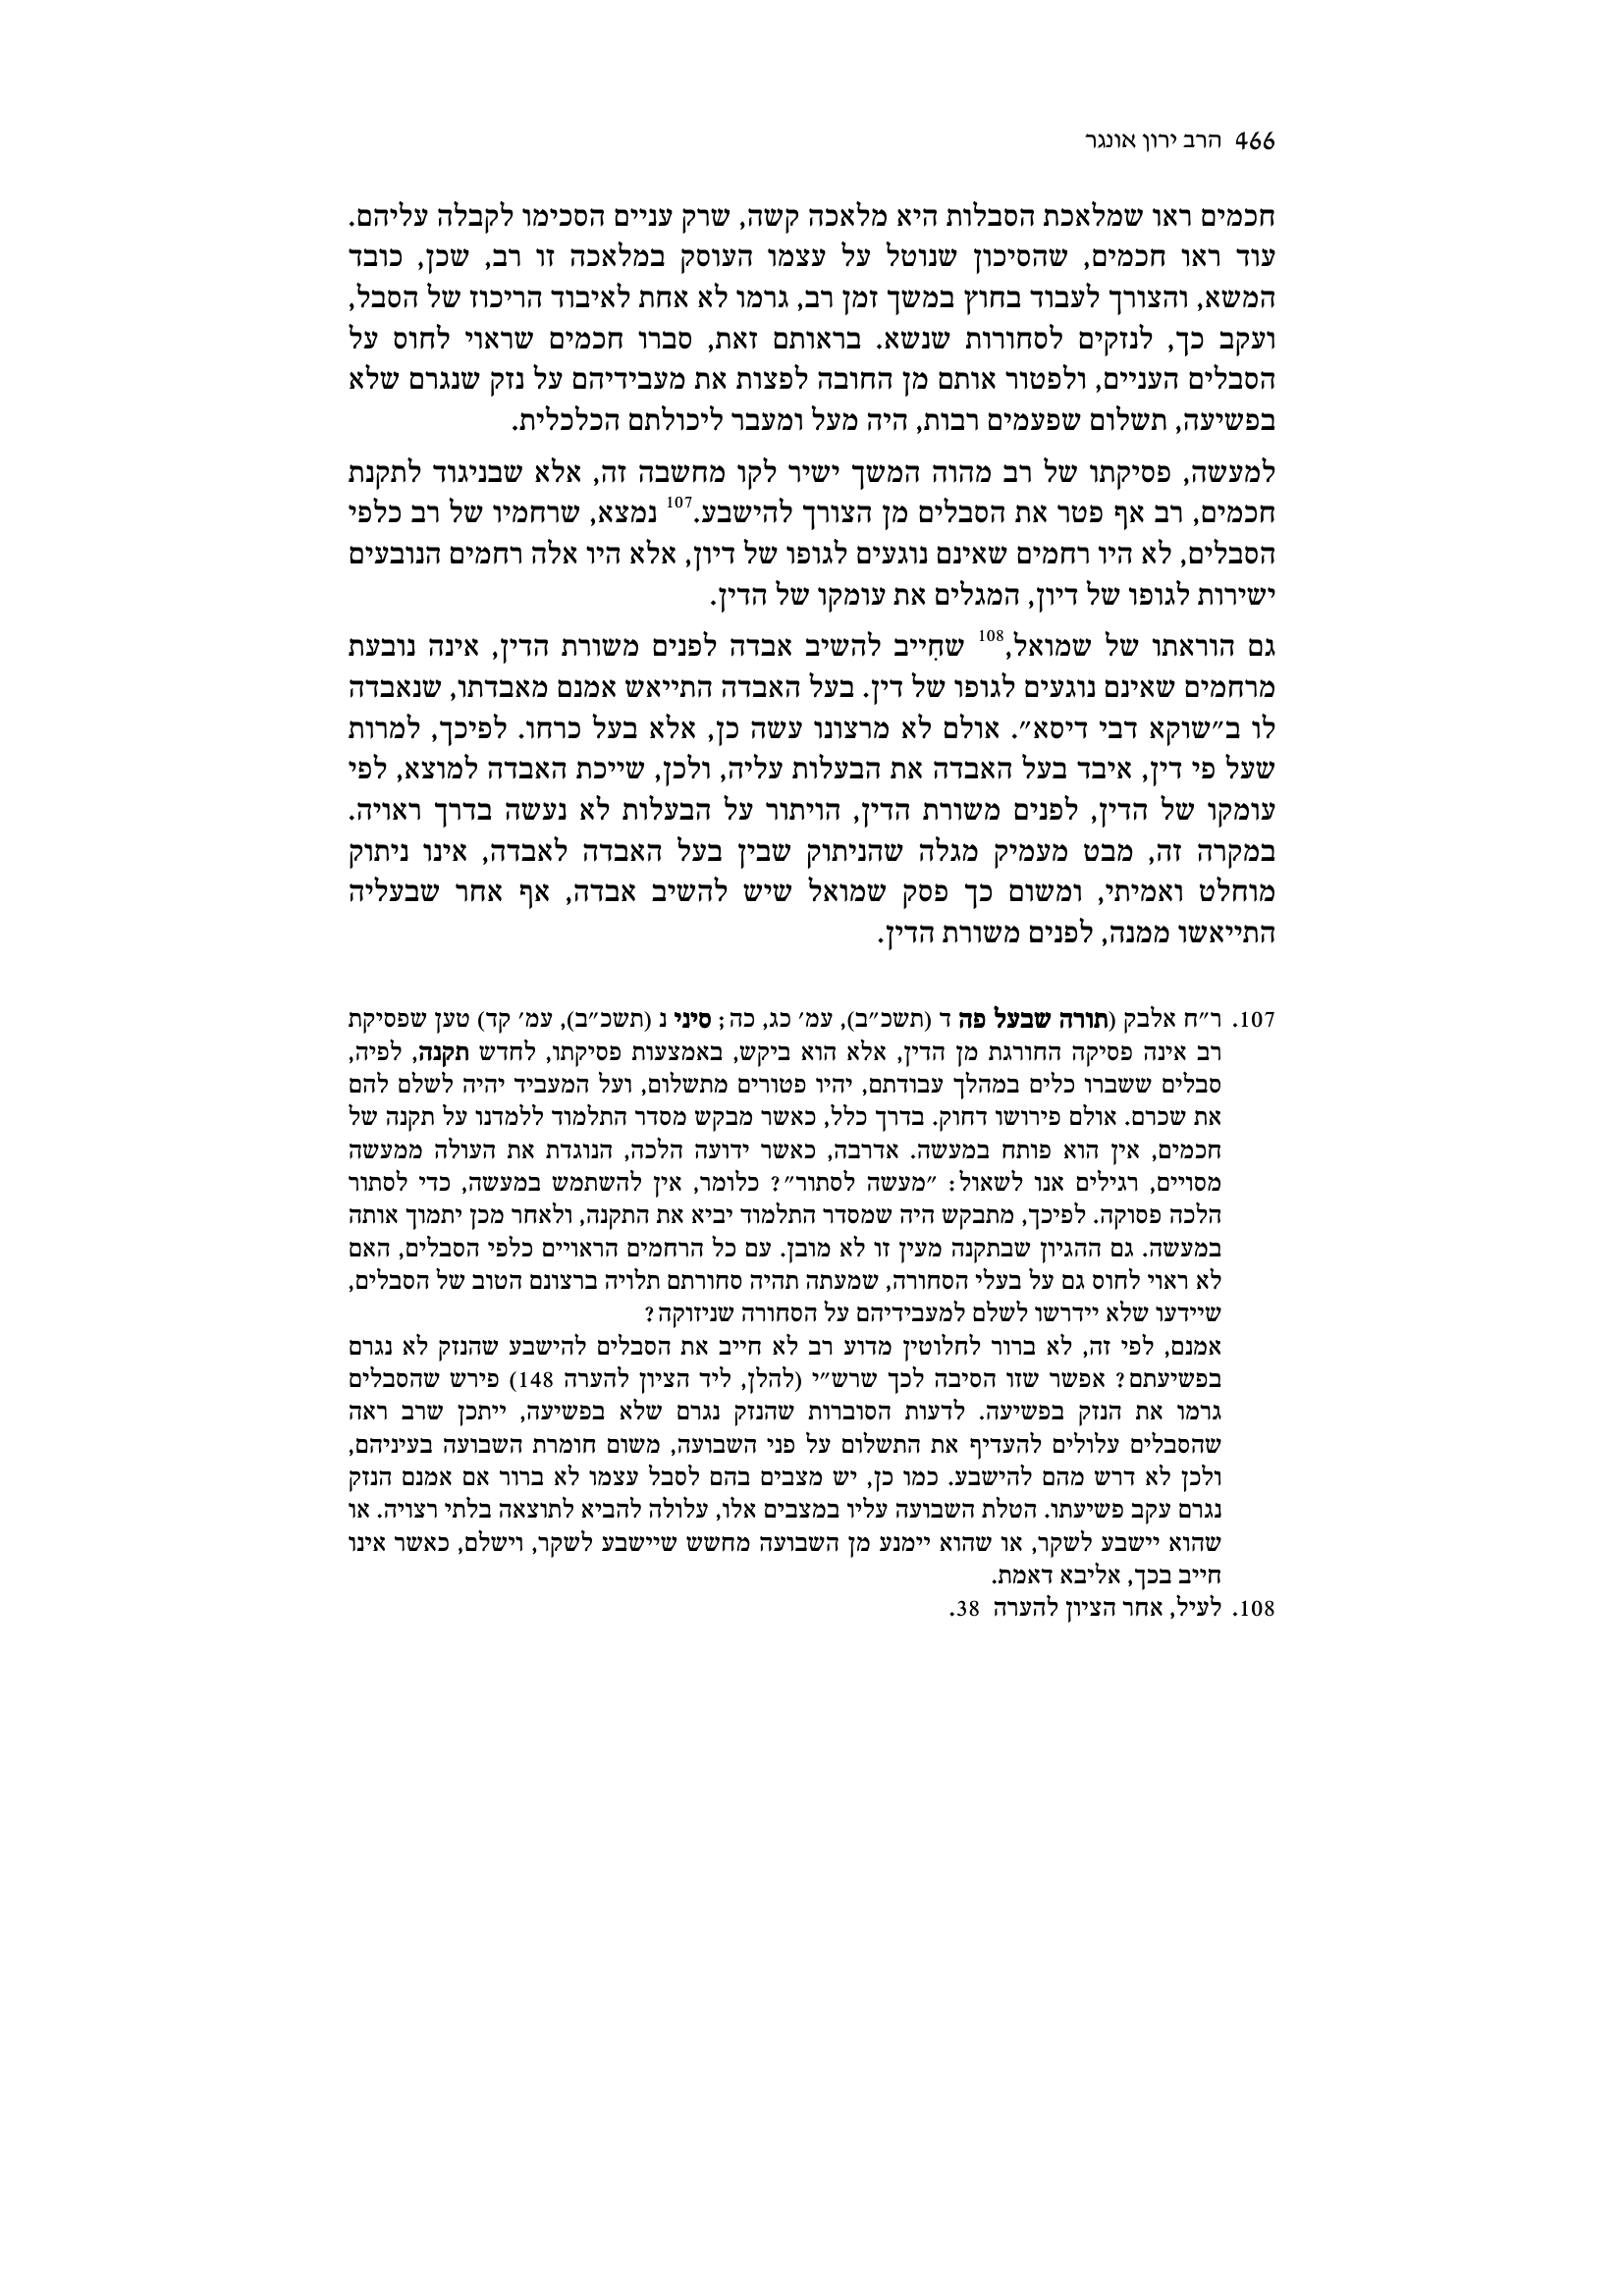 466 הרב ירון אונגר
חכמים ראו שמלאכת הסבלות היא מלאכה קשה, שרק עניים הסכימו לקבלה עליהם.
עוד ראו חכמים, שהסיכון שנוטל על עצמו העוסק במלאכה זו רב, שכן, כובד
המשא, והצורך לעבוד בחוץ במשך זמן רב, גרמו לא אחת לאיבוד הריכוז של הסבל,
ועקב כך, לנזקים לסחורות שנשא. בראותם זאת, סברו חכמים שראוי לחוס על
הסבלים העניים, ולפטור אותם מן החובה לפצות את מעבידיהם על נזק שנגרם שלא
בפשיעה, תשלום שפעמים רבות, היה מעל ומעבר ליכולתם הכלכלית.
למעשה, פסיקתו של רב מהוה המשך ישיר לקו מחשבה זה, אלא שבניגוד לתקנת
חכמים, רב אף פטר את הסבלים מן הצורך להישבע.107 נמצא, שרחמיו של רב כלפי
הסבלים, לא היו רחמים שאינם נוגעים לגופו של דיון, אלא היו אלה רחמים הנובעים
ישירות לגופו של דיון, המגלים את עומקו של הדין.
גם הוראתו של שמואל,108 שחִייב להשיב אבדה לפנים משורת הדין, אינה נובעת
מרחמים שאינם נוגעים לגופו של דין. בעל האבדה התייאש אמנם מאבדתו, שנאבדה
לו ב״שוקא דבי דיסא״. אולם לא מרצונו עשה כן, אלא בעל כרחו. לפיכך, למרות
שעל פי דין, איבד בעל האבדה את הבעלות עליה, ולכן, שייכת האבדה למוצא, לפי
עומקו של הדין, לפנים משורת הדין, הויתור על הבעלות לא נעשה בדרך ראויה.
במקרה זה, מבט מעמיק מגלה שהניתוק שבין בעל האבדה לאבדה, אינו ניתוק
מוחלט ואמיתי, ומשום כך פסק שמואל שיש להשיב אבדה, אף אחר שבעליה
התייאשו ממנה, לפנים משורת הדין.
107. ר״ח אלבק (תורה שבעל פה ד (תשכ״ב), עמ׳ כג, כה; סיני נ (תשכ״ב), עמ׳ קד) טען שפסיקת
רב אינה פסיקה החורגת מן הדין, אלא הוא ביקש, באמצעות פסיקתו, לחדש תקנה, לפיה,
סבלים ששברו כלים במהלך עבודתם, יהיו פטורים מתשלום, ועל המעביד יהיה לשלם להם
את שכרם. אולם פירושו דחוק. בדרך כלל, כאשר מבקש מסדר התלמוד ללמדנו על תקנה של
חכמים, אין הוא פותח במעשה. אדרבה, כאשר ידועה הלכה, הנוגדת את העולה ממעשה
מסויים, רגילים אנו לשאול: ״מעשה לסתור״? כלומר, אין להשתמש במעשה, כדי לסתור
הלכה פסוקה. לפיכך, מתבקש היה שמסדר התלמוד יביא את התקנה, ולאחר מכן יתמוך אותה
במעשה. גם ההגיון שבתקנה מעין זו לא מובן. עם כל הרחמים הראויים כלפי הסבלים, האם
לא ראוי לחוס גם על בעלי הסחורה, שמעתה תהיה סחורתם תלויה ברצונם הטוב של הסבלים,
שיידעו שלא יידרשו לשלם למעבידיהם על הסחורה שניזוקה?
אמנם, לפי זה, לא ברור לחלוטין מדוע רב לא חייב את הסבלים להישבע שהנזק לא נגרם
בפשיעתם? אפשר שזו הסיבה לכך שרש״י (להלן, ליד הציון להערה 148) פירש שהסבלים
גרמו את הנזק בפשיעה. לדעות הסוברות שהנזק נגרם שלא בפשיעה, ייתכן שרב ראה
שהסבלים עלולים להעדיף את התשלום על פני השבועה, משום חומרת השבועה בעיניהם,
ולכן לא דרש מהם להישבע. כמו כן, יש מצבים בהם לסבל עצמו לא ברור אם אמנם הנזק
נגרם עקב פשיעתו. הטלת השבועה עליו במצבים אלו, עלולה להביא לתוצאה בלתי רצויה. או
שהוא יישבע לשקר, או שהוא יימנע מן השבועה מחשש שיישבע לשקר, וישלם, כאשר אינו
חייב בכך, אליבא דאמת.
108. לעיל, אחר הציון להערה 38.